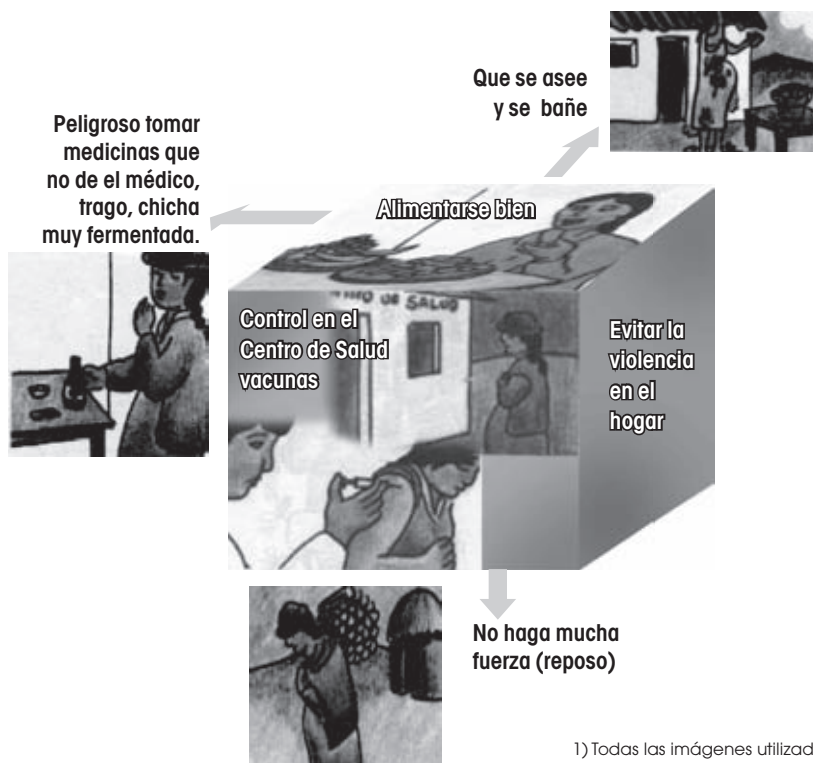 Que se asee
y se bañe
Peligroso tomar
medicinas que
no de el médico,
trago, chicha
muy fermentada.
Alimentarse bien
DE SALUD
Control en el
Centro de Salud
vacunas
Evitar la
violencia
en el
hogar
No haga mucha
fuerza (reposo)
1) Todas las imágenes